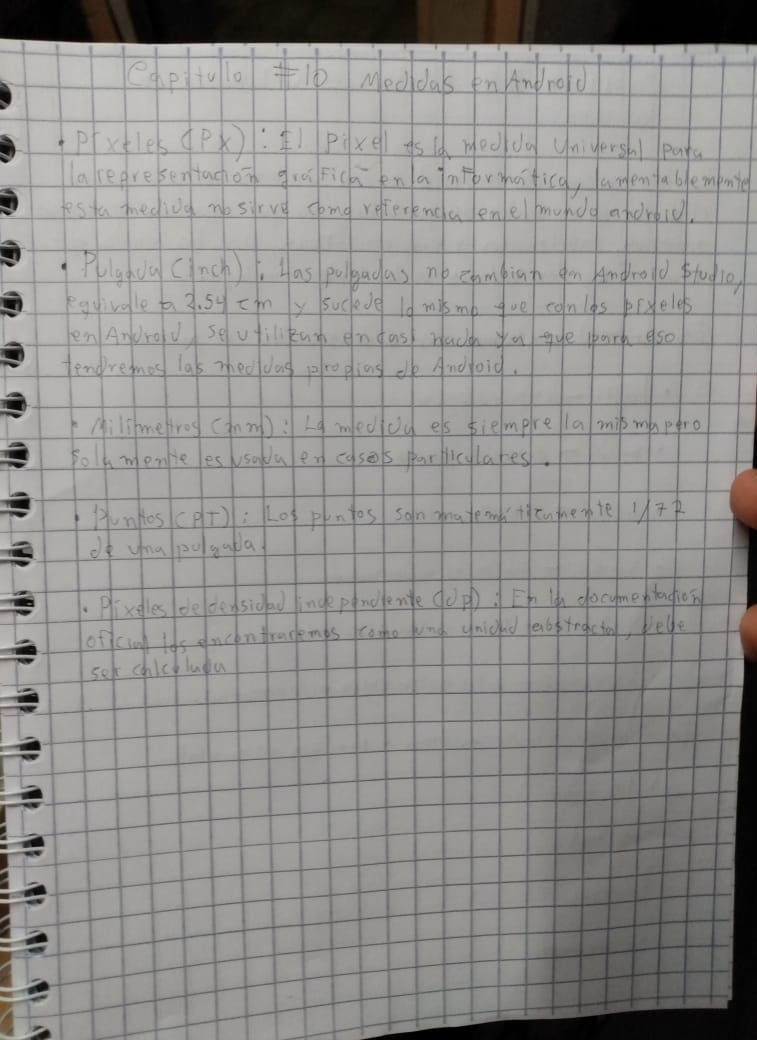 Capitulo #10 Medidas en Android
• Píxeles (Px): El Pixel es la medida Universal para
la representación gráfica en la informática, lamentablemente
esta medida no sirve como referencia en el mundo android.
• Pulgada (inch): Las pulgadas no cambian en Android Studio,
equivale a 2.54 cm y sucede lo mismo que con los píxeles
en Android, se utilizan en casi nada ya que para eso
tendremos las medidas propias de Android.
• Milimetros (mm): La medida es siempre la misma pero
solamente es usada en casos particulares.
• Puntos (PT): Los puntos son matemáticamente 1/72
de una pulgada.
• Píxeles de densidad independiente (dp): En la documentación
oficial los encontraremos como una unidad abstracta, debe
ser calculada